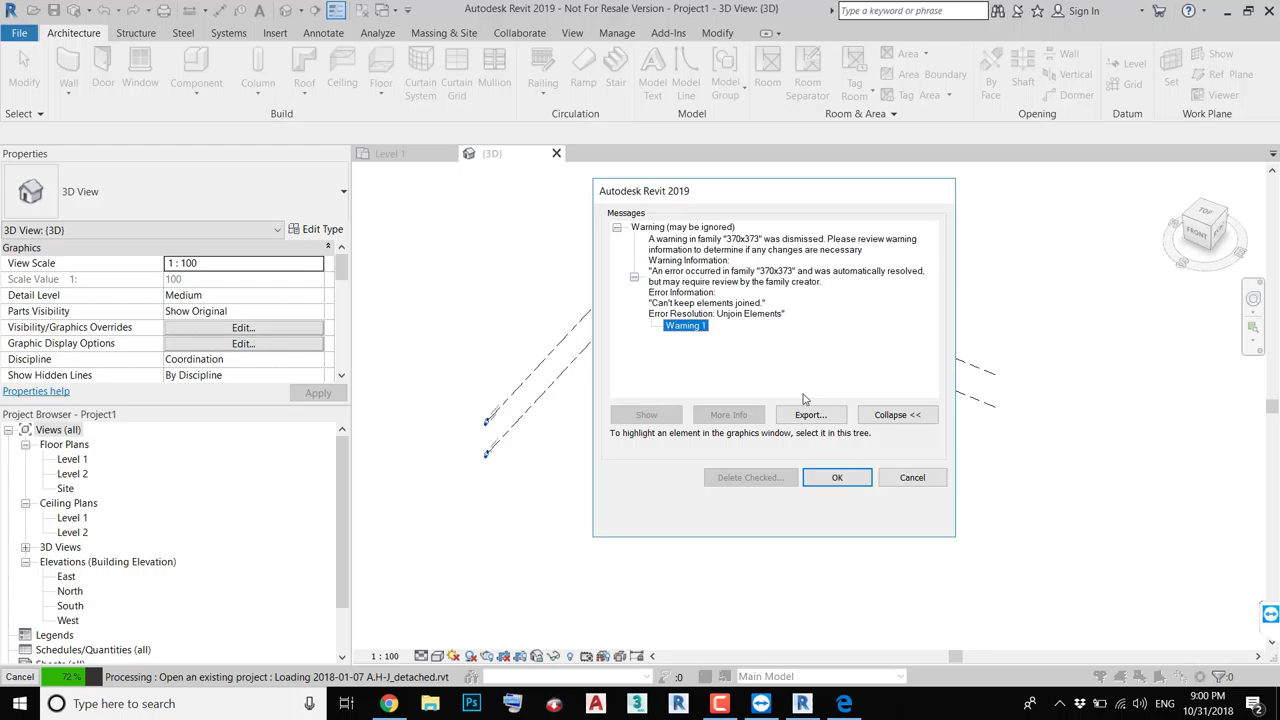 Autodesk Revit 2019 - Not For Resale Version - Project1 - 3D View: {3D}
Type a keyword or phrase
Sign In
File
Architecture
Structure
Steel
Systems
Insert
Annotate
Analyze
Massing & Site
Collaborate
View
Manage
Add-Ins
Modify
Modify
Wall
Door
Window
Component
Column
Roof
Ceiling
Floor
Curtain System
Curtain Grid
Mullion
Railing
Ramp
Stair
Model Text
Model Line
Model Group
Room
Room Separator
Tag Room
Area
Area Boundary
Tag Area
By Face
Shaft
Wall
Vertical
Dormer
Level
Grid
Set
Show
Ref Plane
Viewer
Select
Build
Circulation
Model
Room & Area
Opening
Datum
Work Plane
Properties
3D View
3D View: {3D}
Edit Type
Graphics
View Scale
1 : 100
Scale Value 1:
100
Detail Level
Medium
Parts Visibility
Show Original
Visibility/Graphics Overrides
Edit...
Graphic Display Options
Edit...
Discipline
Coordination
Show Hidden Lines
By Discipline
Properties help
Apply
Project Browser - Project1
Views (all)
Floor Plans
Level 1
Level 2
Site
Ceiling Plans
Level 1
Level 2
3D Views
Elevations (Building Elevation)
East
North
South
West
Legends
Schedules/Quantities (all)
Sheets (all)
Level 1
{3D}
TOP
FRONT
Autodesk Revit 2019
Messages
Warning (may be ignored)
A warning in family "370x373" was dismissed. Please review warning
information to determine if any changes are necessary
Warning Information:
"An error occurred in family "370x373" and was automatically resolved,
but may require review by the family creator.
Error Information:
"Can't keep elements joined."
Error Resolution: Unjoin Elements"
Warning 1
Show
More Info
Export...
Collapse <<
To highlight an element in the graphics window, select it in this tree.
Delete Checked...
OK
Cancel
1 : 100
Cancel
72 %
Processing : Open an existing project : Loading 2018-01-07 A.H-J_detached.rvt
:0
Main Model
:0
Type here to search
ENG
9:00 PM
10/31/2018
2